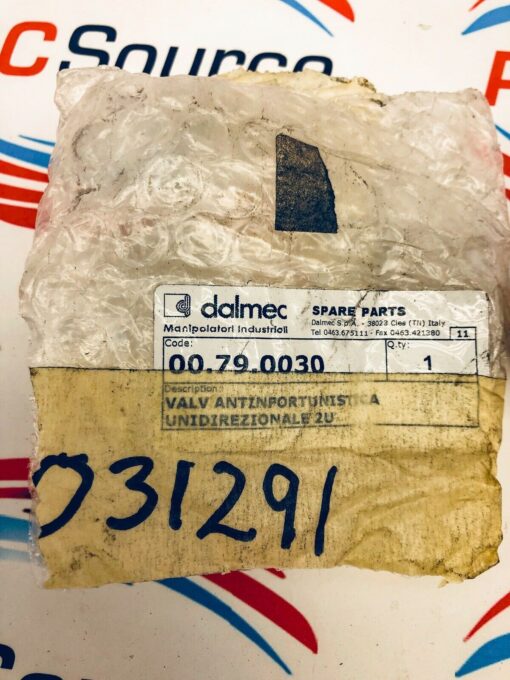 CSource
dalmec SPARE PARTS
Manipolatori Industriali Dalmec S.p.A. - 38023 Cles (TN) Italy
Tel 0463.675111 - Fax 0463.421380 11
Code: Q.ty:
00.79.0030 1
Description:
VALV ANTINFORTUNISTICA
UNIDIREZIONALE 2U
031291
Source